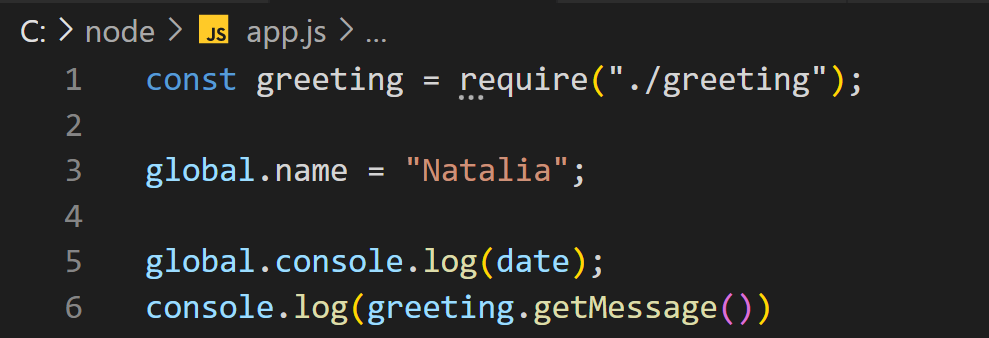 C: > node > JS app.js > ...
1 const greeting = require("./greeting");
2
3 global.name = "Natalia";
4
5 global.console.log(date);
6 console.log(greeting.getMessage())